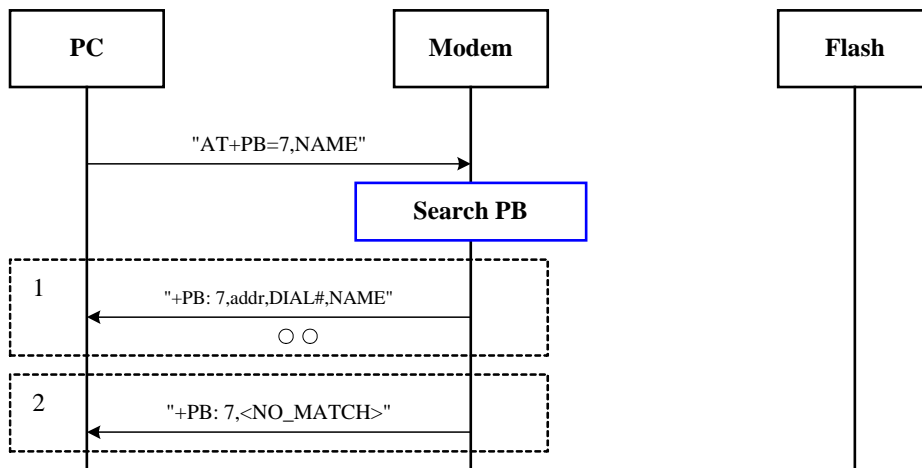 PC
Modem
Flash
"AT+PB=7,NAME"
Search PB
1
"+PB: 7,addr,DIAL#,NAME"
○ ○
2
"+PB: 7,<NO_MATCH>"